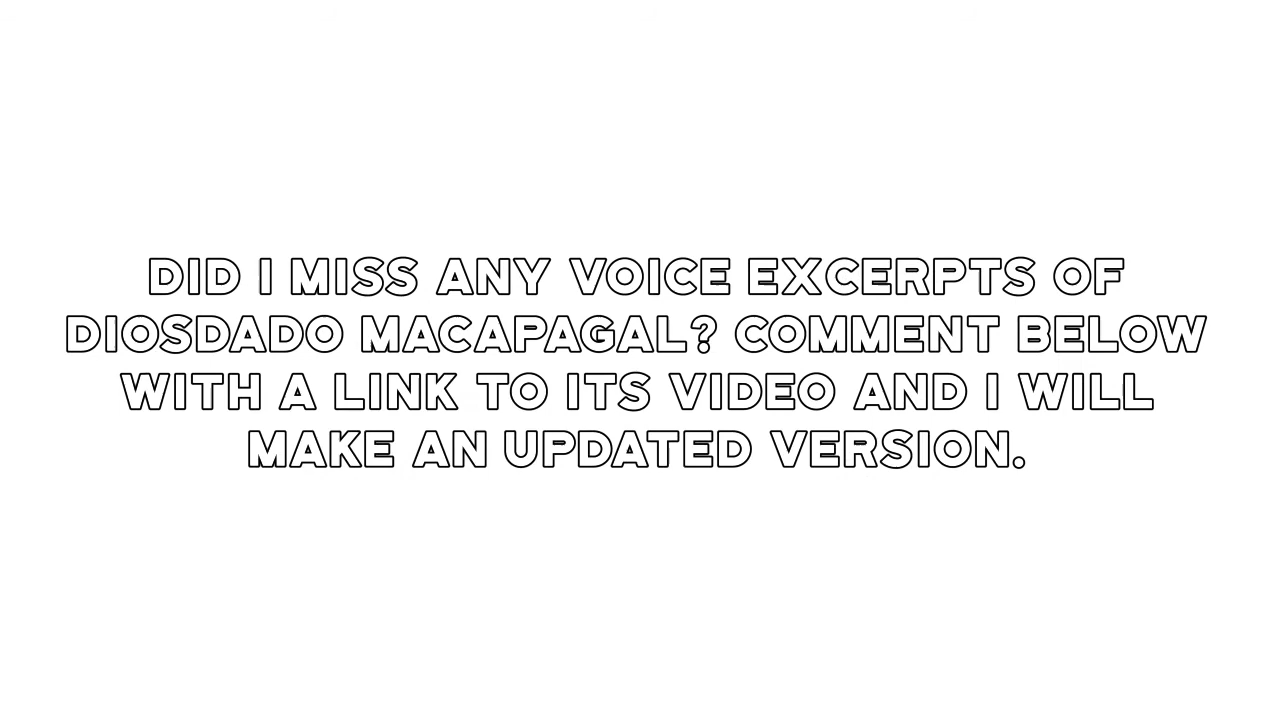 DID I MISS ANY VOICE EXCERPTS OF
DIOSDADO MACAPAGAL? COMMENT BELOW
WITH A LINK TO ITS VIDEO AND I WILL
MAKE AN UPDATED VERSION.